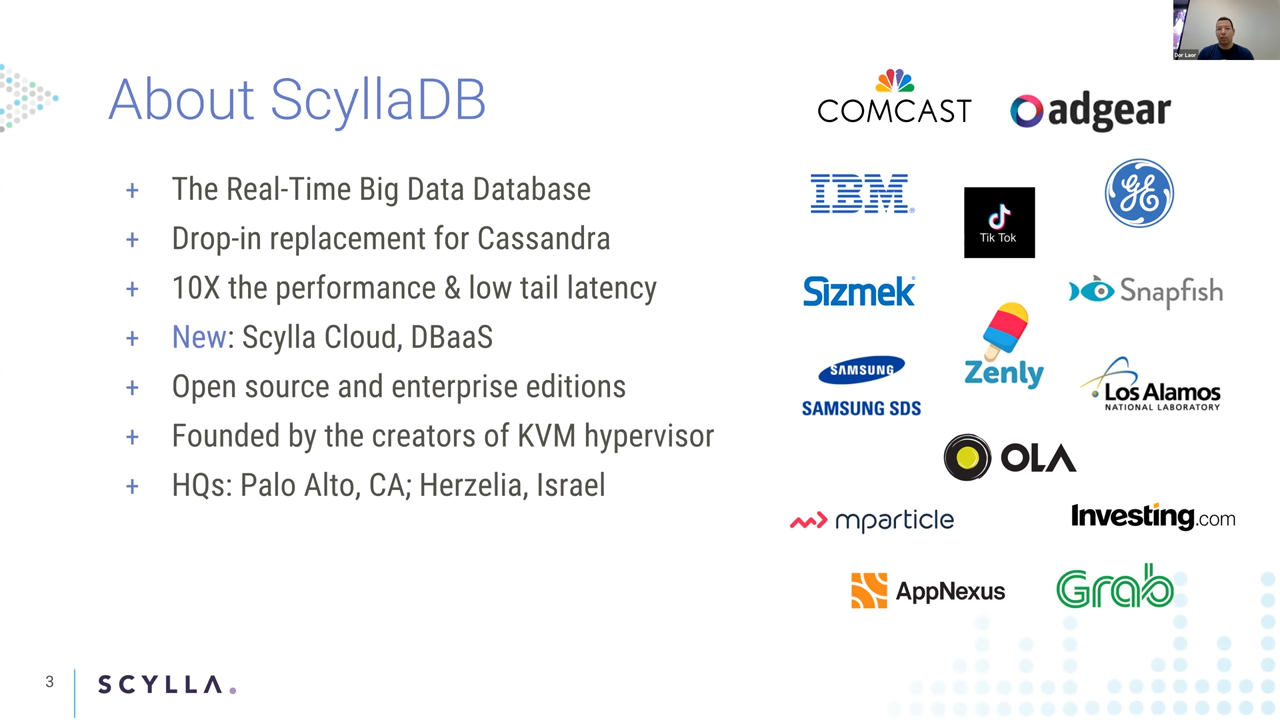 Dor Laor
About ScyllaDB
+ The Real-Time Big Data Database
+ Drop-in replacement for Cassandra
+ 10X the performance & low tail latency
+ New: Scylla Cloud, DBaaS
+ Open source and enterprise editions
+ Founded by the creators of KVM hypervisor
+ HQs: Palo Alto, CA; Herzelia, Israel
COMCAST
adgear
IBM®
Tik Tok
GE
Sizmek
Snapfish
Zenly
SAMSUNG
SAMSUNG SDS
Los Alamos
NATIONAL LABORATORY
OLA
mparticle
Investing.com
AppNexus
Grab
3
SCYLLA.